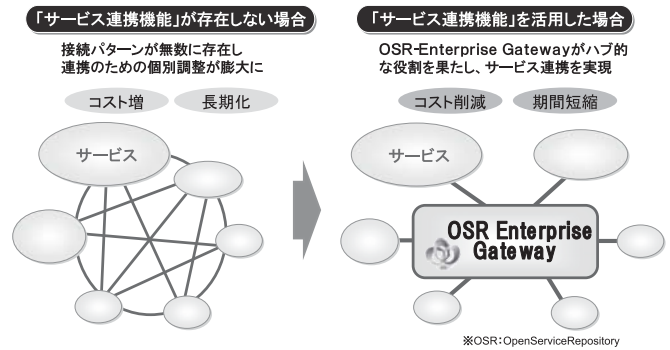 「サービス連携機能」が存在しない場合
接続パターンが無数に存在し
連携のための個別調整が膨大に
コスト増
長期化
サービス
「サービス連携機能」を活用した場合
OSR-Enterprise Gatewayがハブ的
な役割を果たし、サービス連携を実現
コスト削減
期間短縮
サービス
OSR Enterprise
Gateway
※OSR：OpenServiceRepository